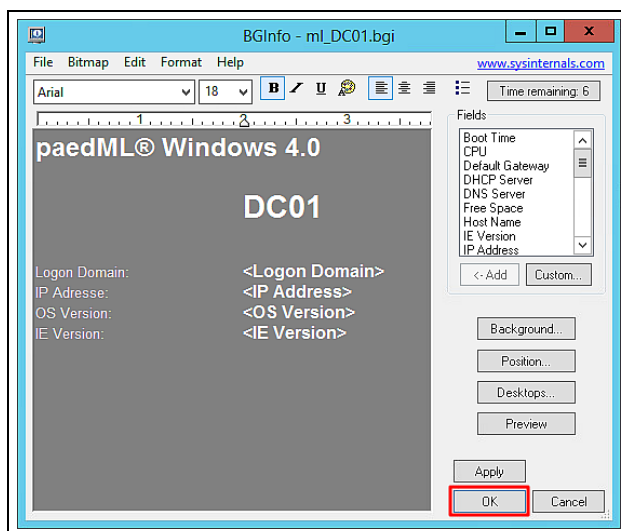 BGInfo - ml_DC01.bgi
File Bitmap Edit Format Help www.sysinternals.com
Arial 18 B I U Time remaining: 6
1 2 3
Fields
paedML® Windows 4.0
DC01
Logon Domain: <Logon Domain>
IP Adresse: <IP Address>
OS Version: <OS Version>
IE Version: <IE Version>
Boot Time
CPU
Default Gateway
DHCP Server
DNS Server
Free Space
Host Name
IE Version
IP Address
<- Add Custom...
Background...
Position...
Desktops...
Preview
Apply
OK Cancel